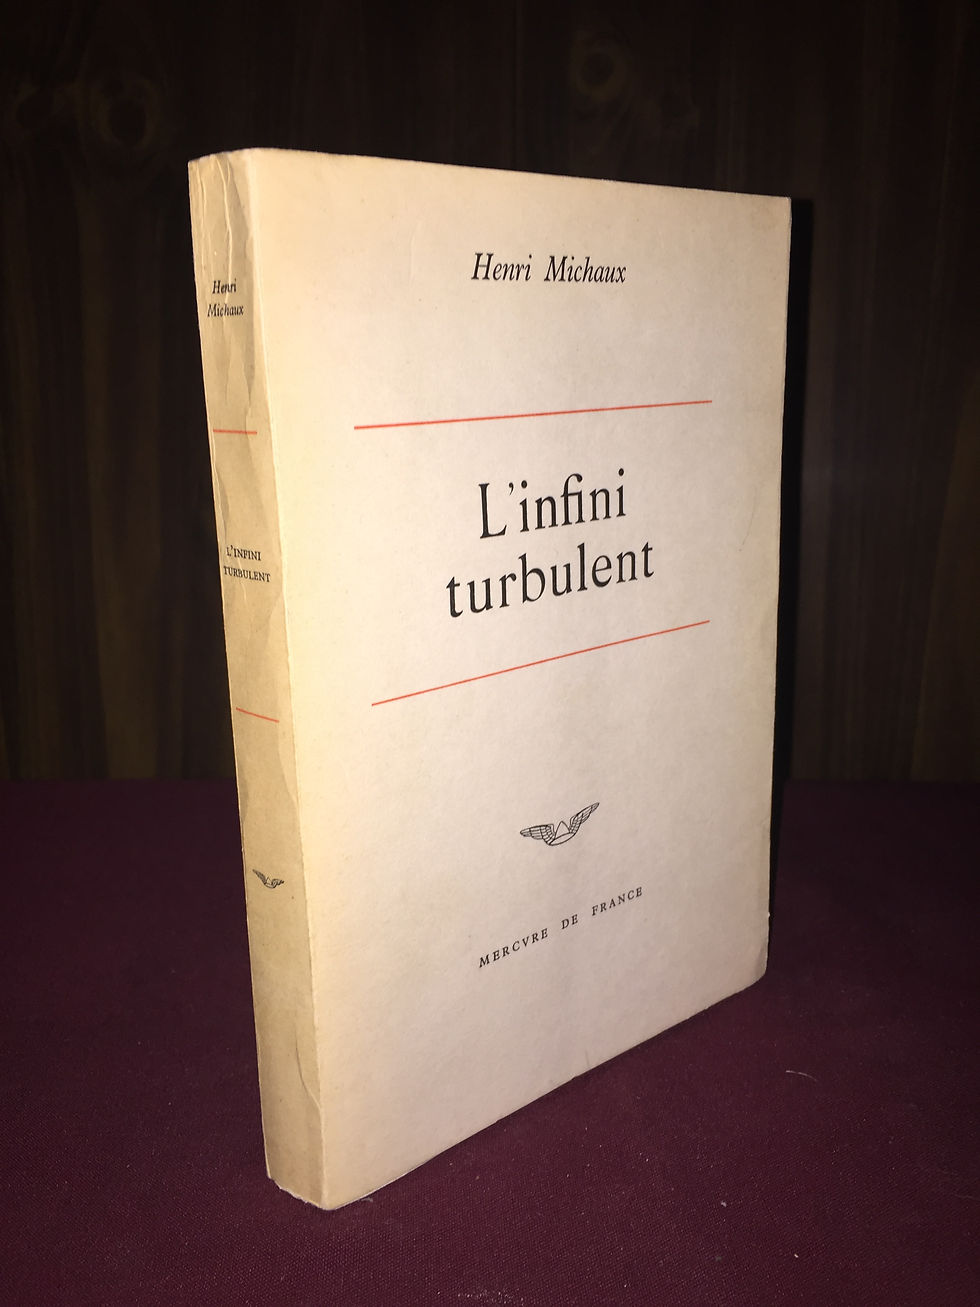 Henri
Michaux
L'INFINI
TURBULENT
Henri Michaux
L'infini
turbulent
MERCVRE DE FRANCE